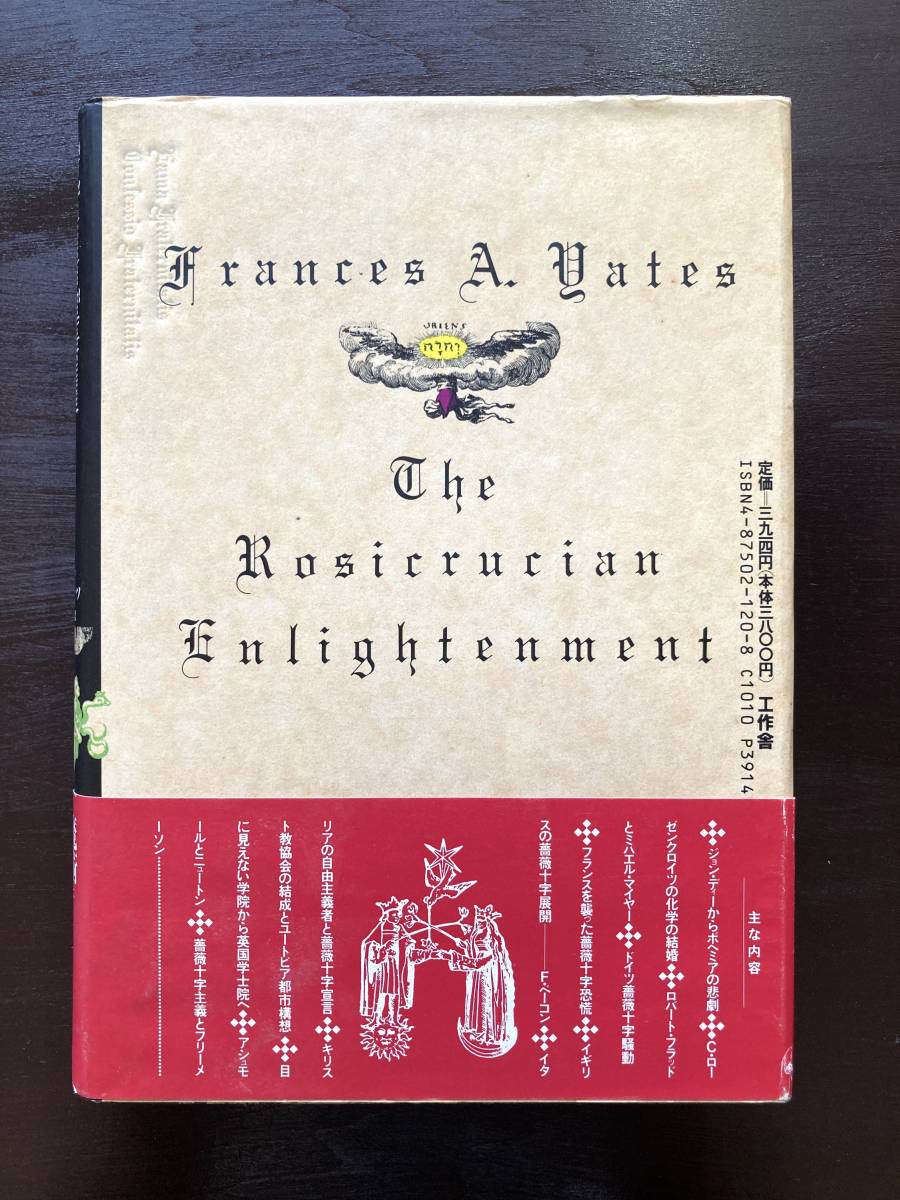 Fama Fraternitatis
Confessio Fraternitatis
Frances A. Yates
ORIENS
יהוה
The
Rosicrucian
Enlightenment
定価=三九一四円(本体三八〇〇円) 工作舎
ISBN4-87502-120-8 C1010 P3914
主な内容
ジョン・ディーからボヘミアの悲劇 C・ロー
ゼンクロイツの化学の結婚 ロバート・フラッド
とミハエル・マイヤー ドイツ薔薇十字騒動
フランスを襲った薔薇十字恐慌 イギリ
スの薔薇十字展開――F・ベーコン イタ
リアの自由主義者と薔薇十字宣言 キリス
ト教協会の結成とユートピア都市構想 目
に見えない学院から英国学士院へ アシュモ
ールとニュートン 薔薇十字主義とフリーメ
ーソン